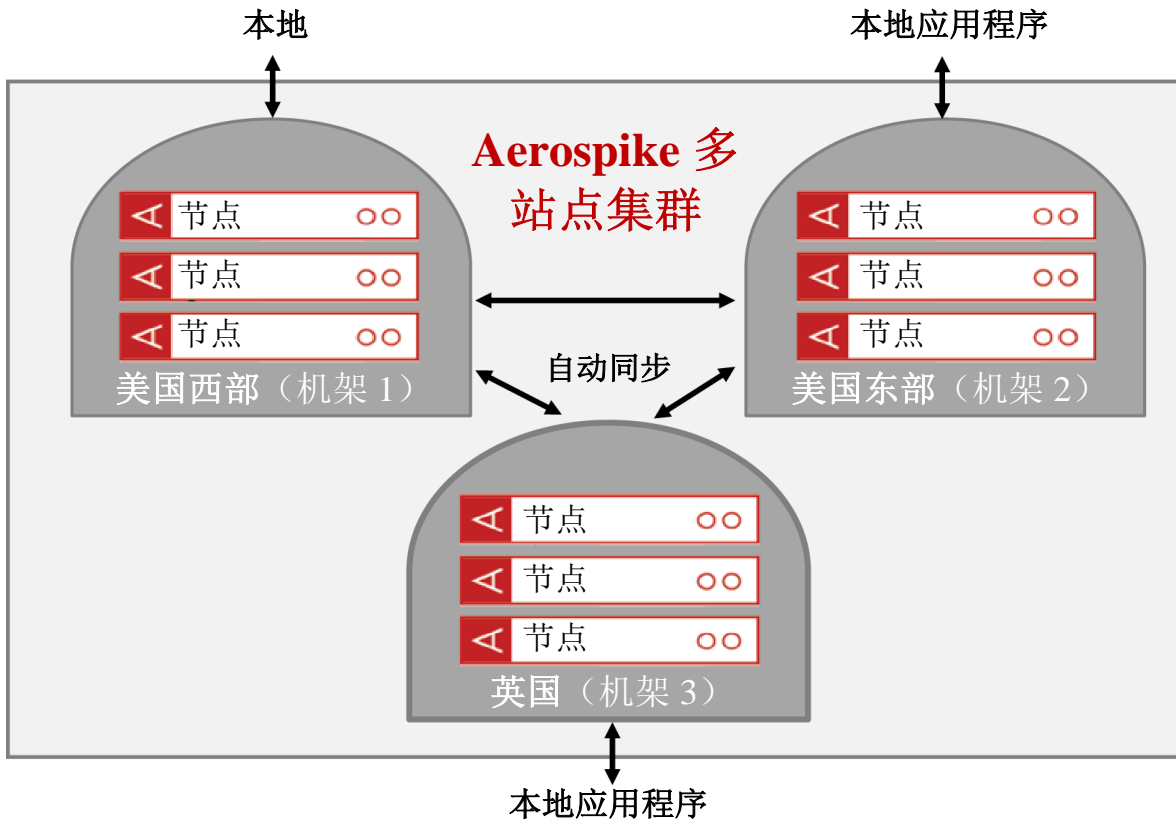 本地
本地应用程序
Aerospike 多
站点集群
A 节点
A 节点
A 节点
美国西部（机架 1）
A 节点
A 节点
A 节点
美国东部（机架 2）
自动同步
A 节点
A 节点
A 节点
英国（机架 3）
本地应用程序